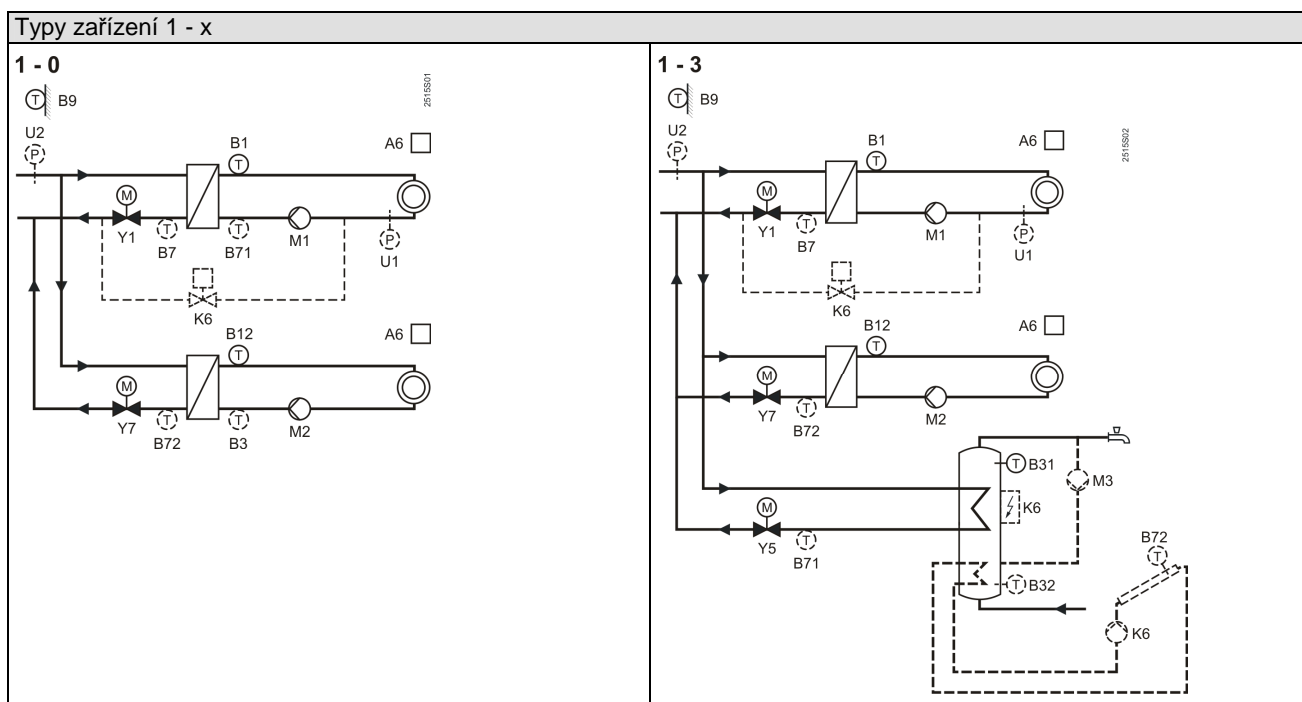 Typy zařízení 1 - x
1 - 0
T B9
2515S01
U2
P
B1
T
A6
M
Y1
T
B7
T
B71
M1
P
U1
K6
B12
T
A6
M
Y7
T
B72
T
B3
M2
1 - 3
T B9
2515S02
U2
P
B1
T
A6
M
Y1
T
B7
M1
P
U1
K6
B12
T
A6
M
Y7
T
B72
M2
T B31
M3
K6
M
Y5
T
B71
B72
T
T B32
K6